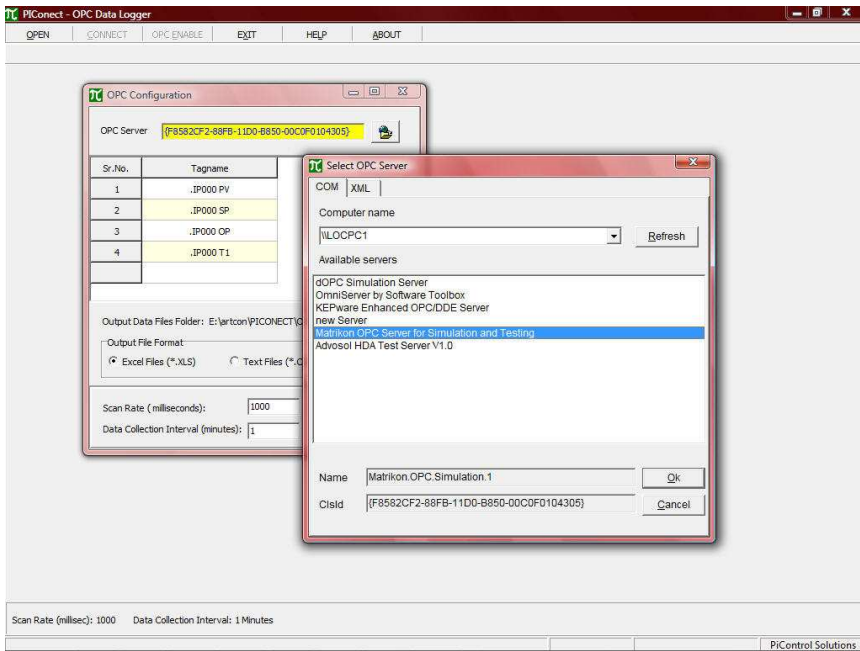 PIConect - OPC Data Logger
OPEN CONNECT OPC ENABLE EXIT HELP ABOUT
OPC Configuration
OPC Server {F8582CF2-88FB-11D0-B850-00C0F0104305}
Sr.No. Tagname
1 .IP000 PV
2 .IP000 SP
3 .IP000 OP
4 .IP000 T1
Output Data Files Folder: E:\artcon\PICONECT\
Output File Format
Excel Files (*.XLS) Text Files (*.
Scan Rate ( milliseconds): 1000
Data Collection Interval (minutes): 1
Select OPC Server
COM XML
Computer name
\\LOCPC1 Refresh
Available servers
dOPC Simulation Server
OmniServer by Software Toolbox
KEPware Enhanced OPC/DDE Server
new Server
Matrikon OPC Server for Simulation and Testing
Advosol HDA Test Server V1.0
Name Matrikon.OPC.Simulation.1 Ok
ClsId {F8582CF2-88FB-11D0-B850-00C0F0104305} Cancel
Scan Rate (millisec): 1000 Data Collection Interval: 1 Minutes
PiControl Solutions